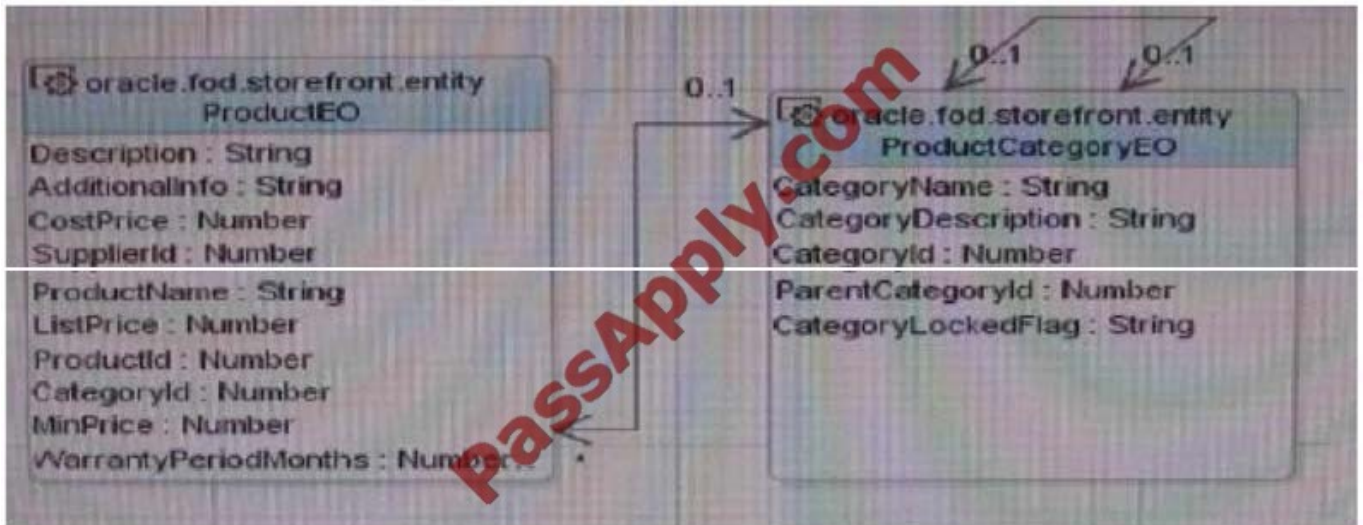 oracle.fod.storefront.entity
ProductEO
Description : String
AdditionalInfo : String
CostPrice : Number
SupplierId : Number
ProductName : String
ListPrice : Number
ProductId : Number
CategoryId : Number
MinPrice : Number
WarrantyPeriodMonths : Number...
0..1
*
0..1
0..1
oracle.fod.storefront.entity
ProductCategoryEO
CategoryName : String
CategoryDescription : String
CategoryId : Number
ParentCategoryId : Number
CategoryLockedFlag : String
PassApply.com